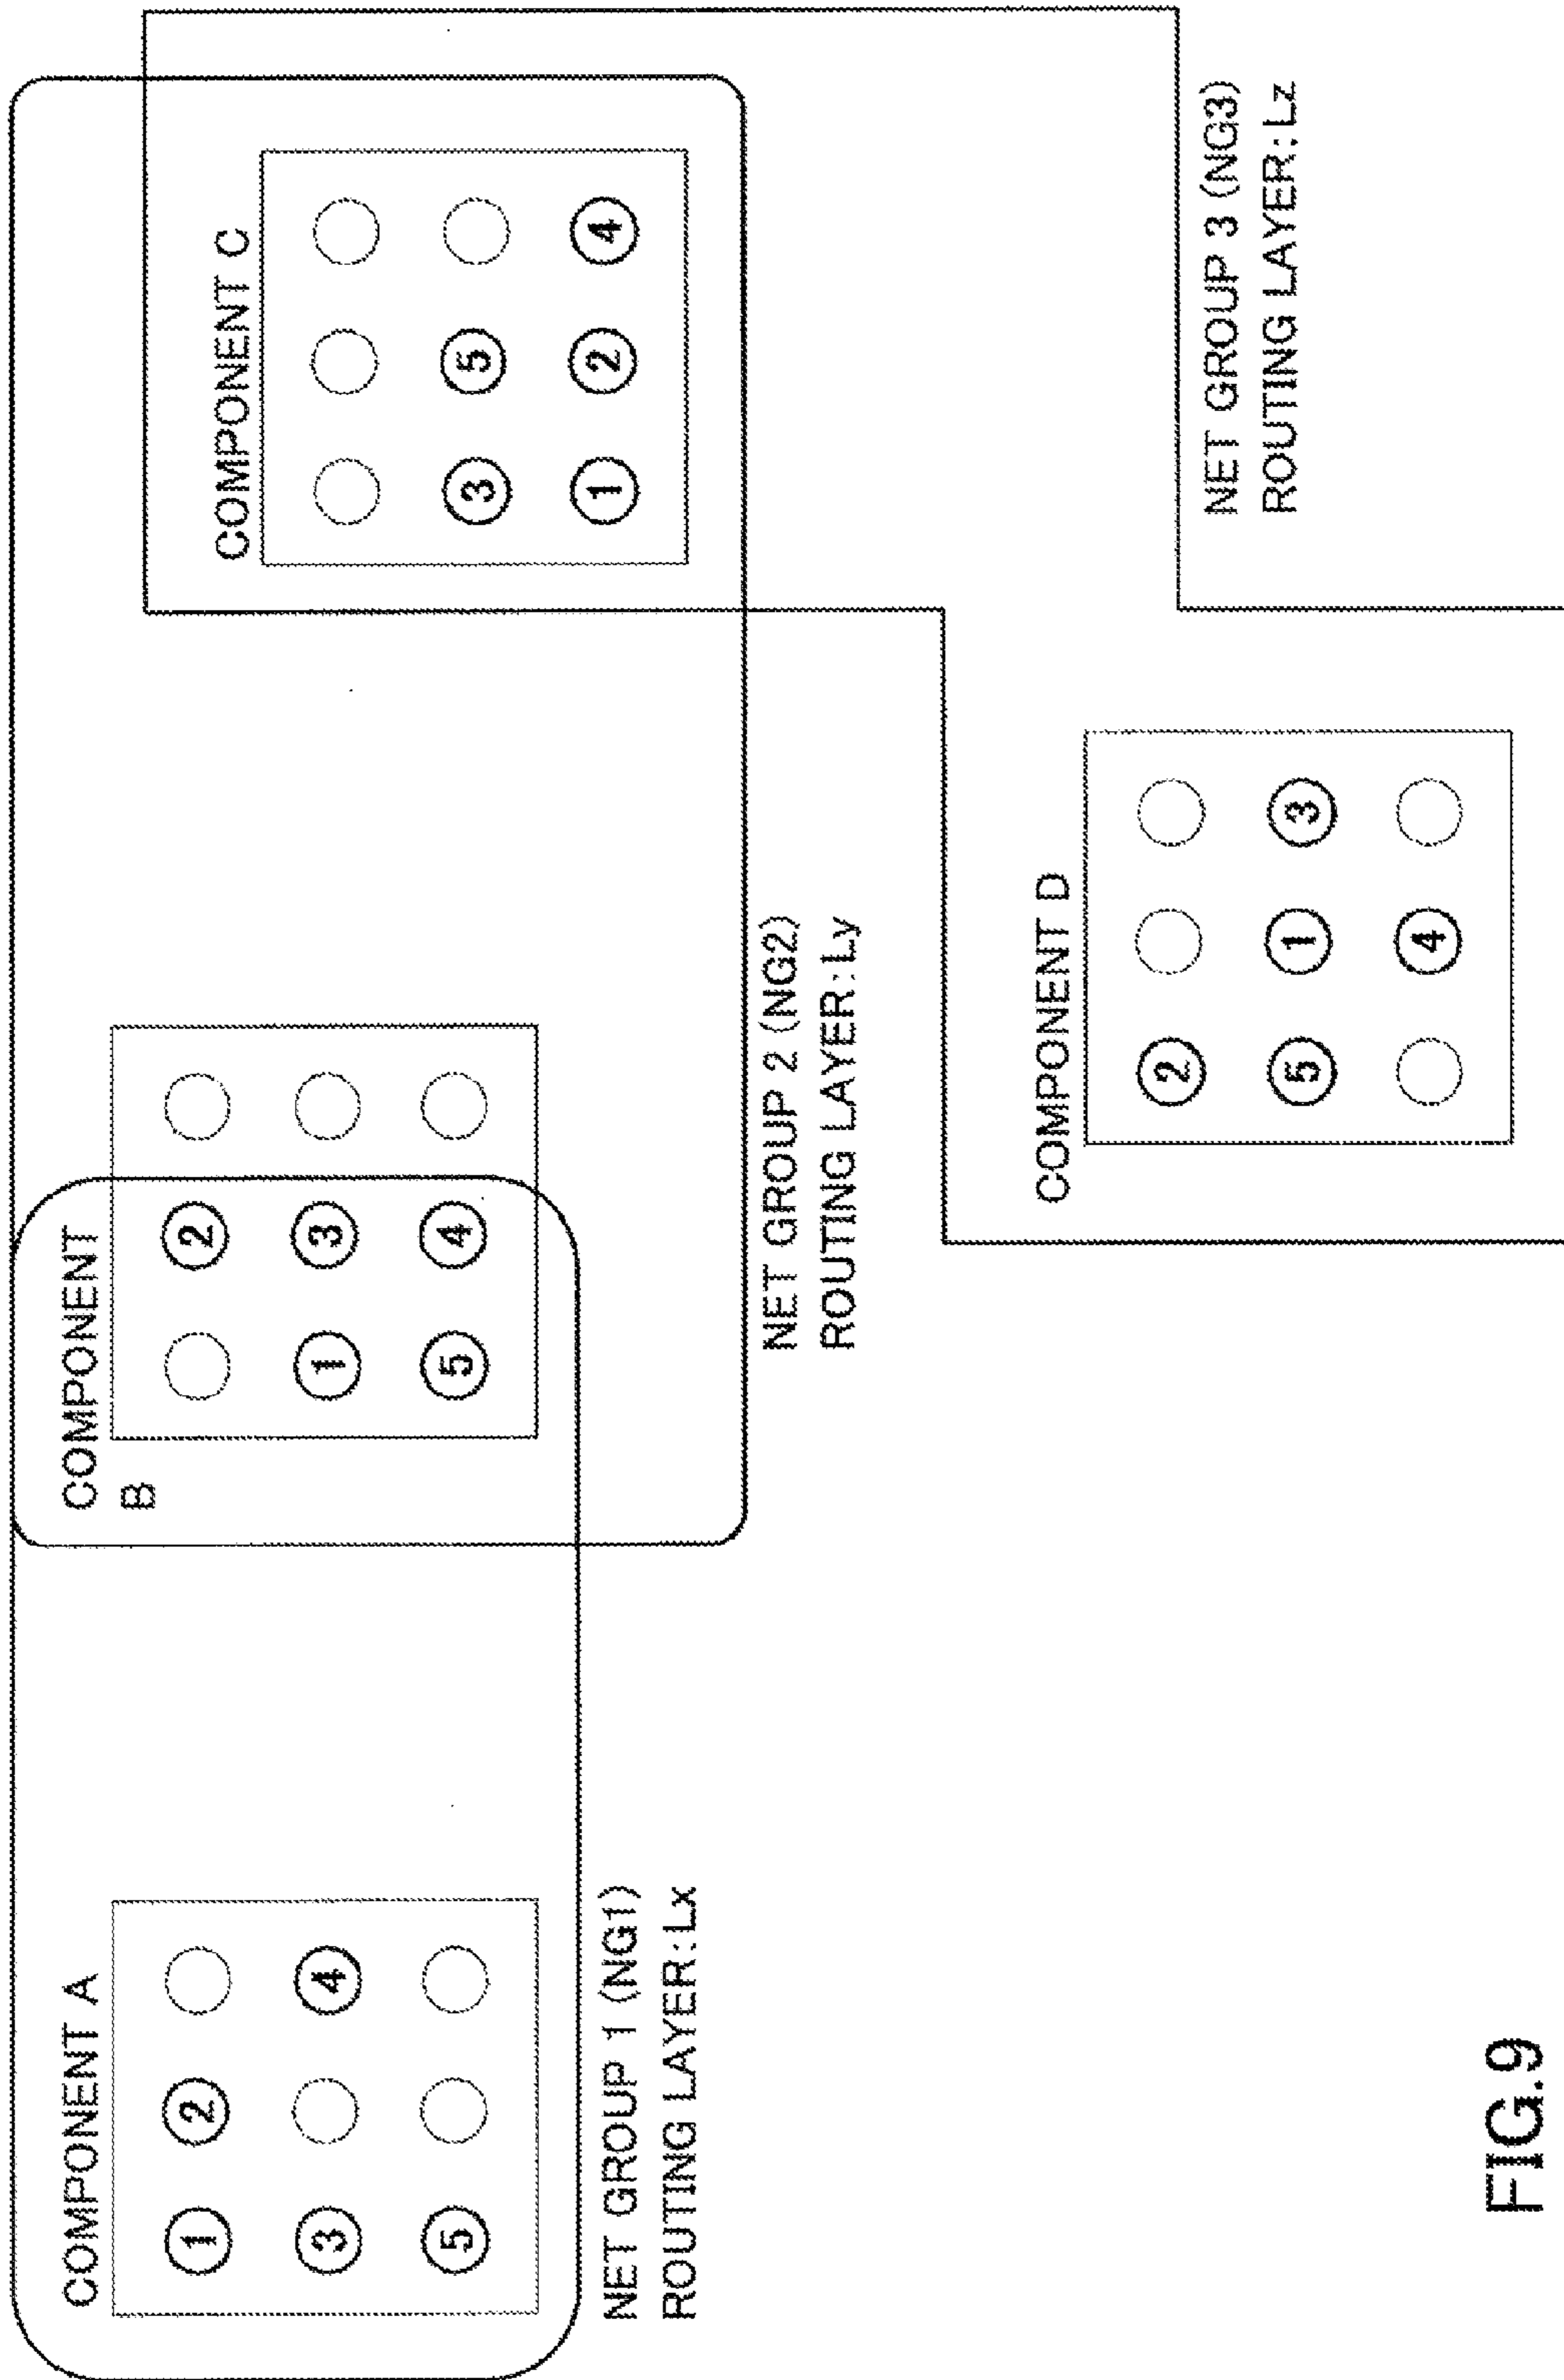 COMPONENT A
① ②
③ ④
⑤
NET GROUP 1 (NG1)
ROUTING LAYER:Lx
COMPONENT
B
②
① ③
⑤ ④
NET GROUP 2 (NG2)
ROUTING LAYER:Ly
COMPONENT C
③ ⑤
① ② ④
COMPONENT D
②
⑤ ① ③
④
NET GROUP 3 (NG3)
ROUTING LAYER:Lz
FIG.9